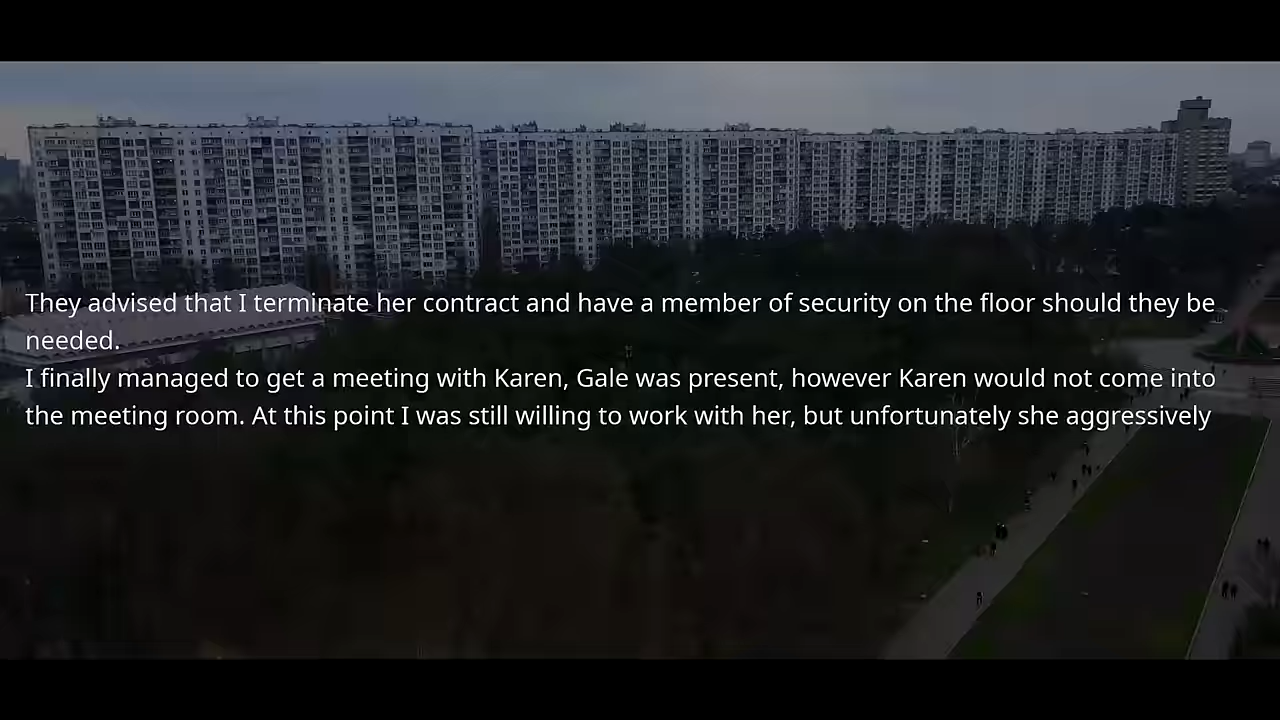 They advised that I terminate her contract and have a member of security on the floor should they be
needed.
I finally managed to get a meeting with Karen, Gale was present, however Karen would not come into
the meeting room. At this point I was still willing to work with her, but unfortunately she aggressively